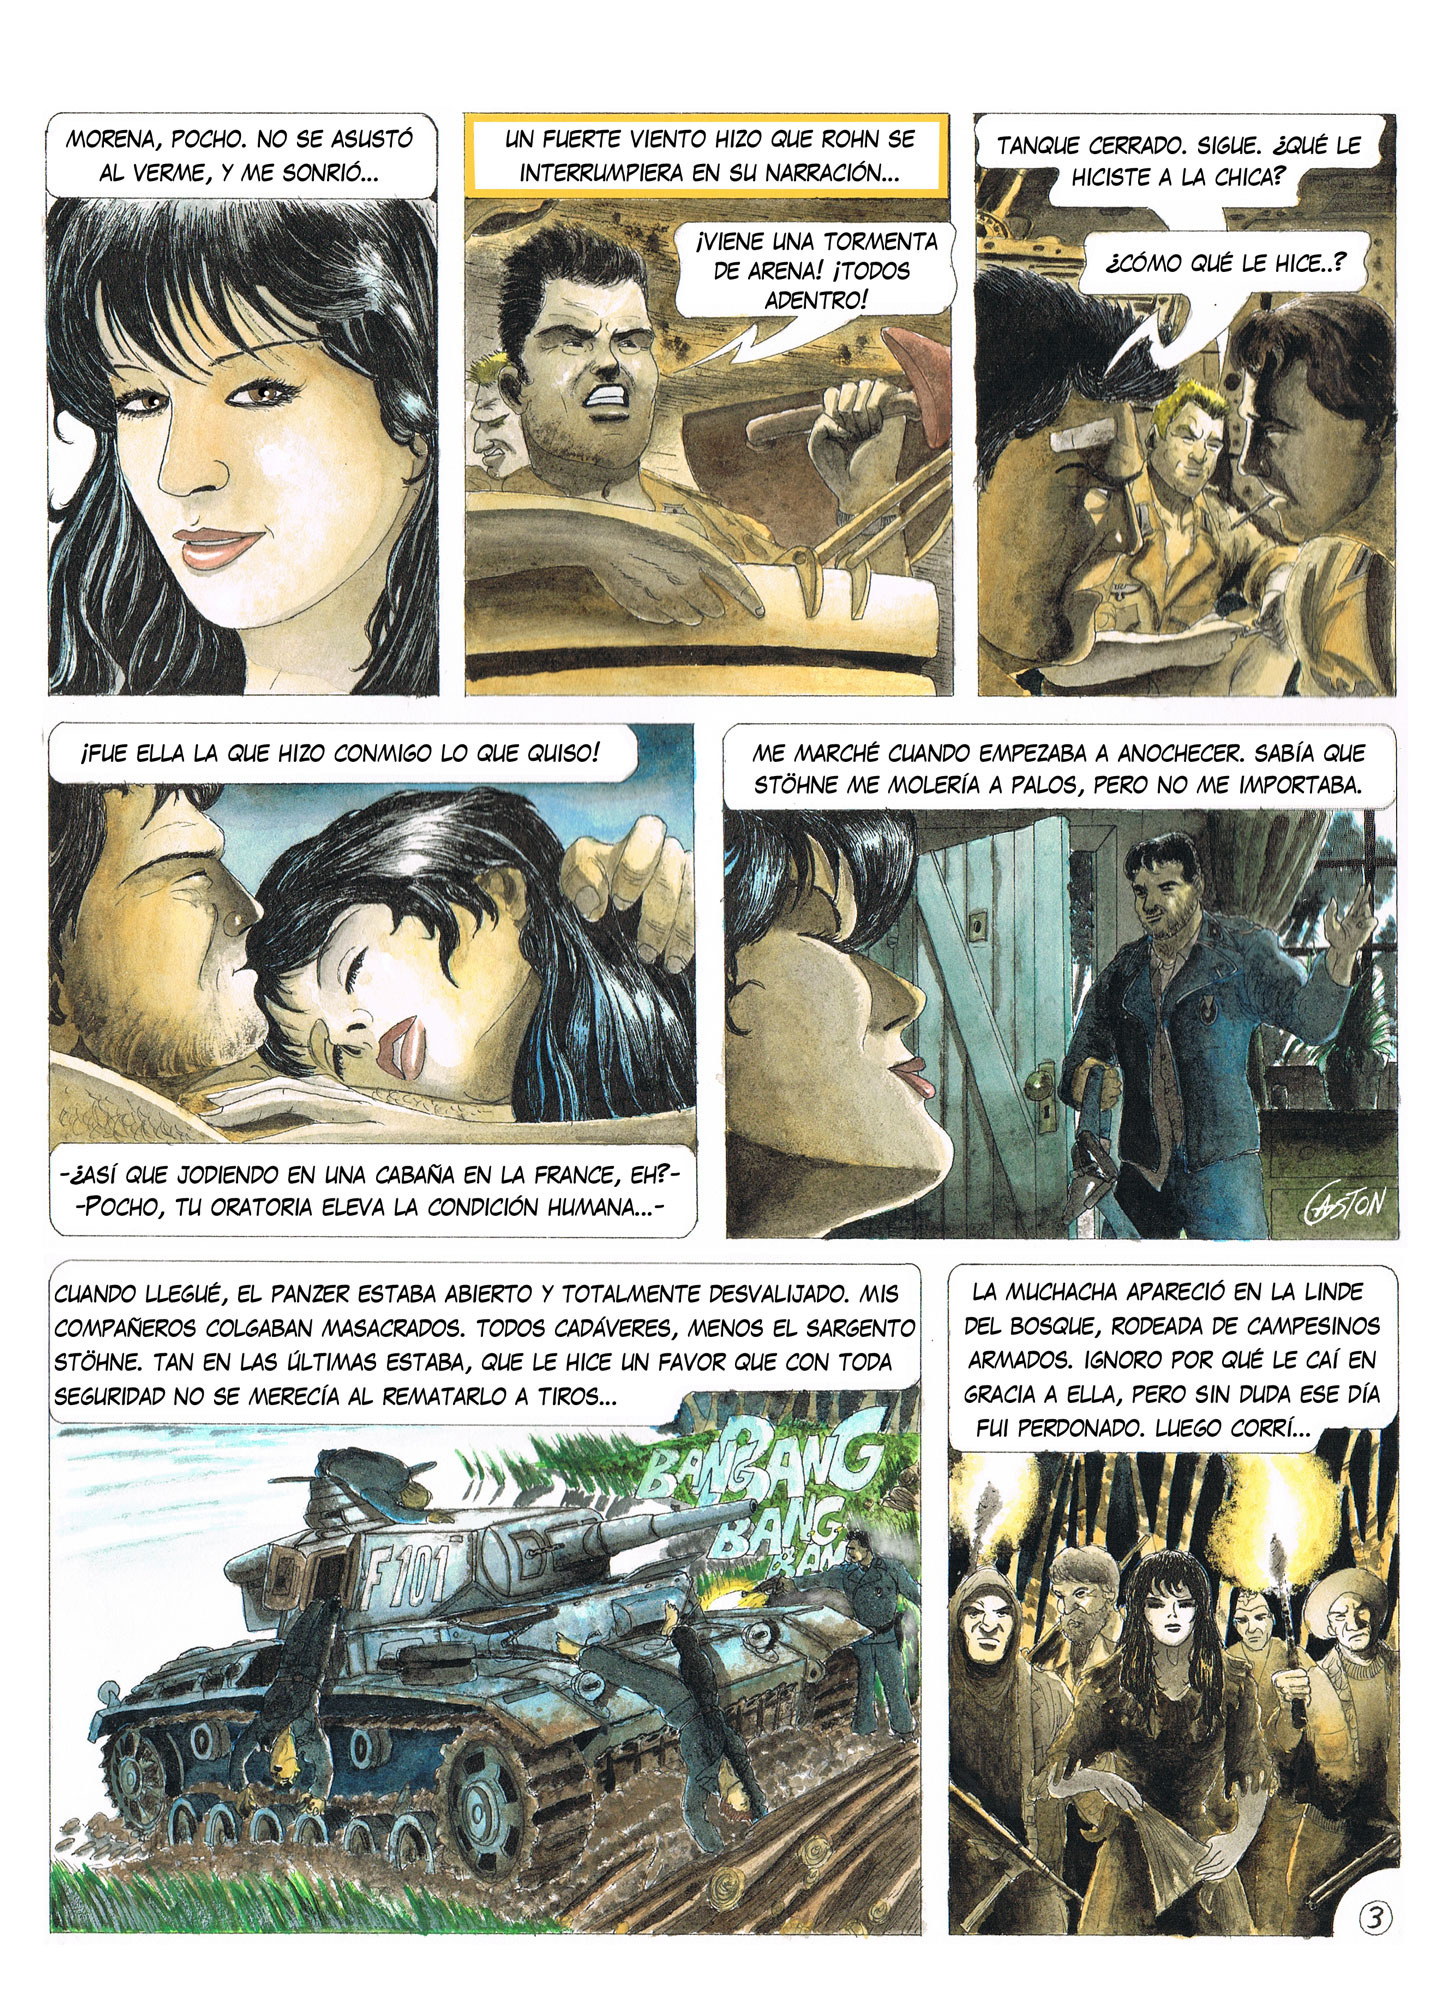 MORENA, POCHO. NO SE ASUSTÓ
AL VERME, Y ME SONRIÓ...
UN FUERTE VIENTO HIZO QUE ROHN SE
INTERRUMPIERA EN SU NARRACIÓN...
¡VIENE UNA TORMENTA
DE ARENA! ¡TODOS
ADENTRO!
TANQUE CERRADO. SIGUE. ¿QUÉ LE
HICISTE A LA CHICA?
¿CÓMO QUÉ LE HICE..?
¡FUE ELLA LA QUE HIZO CONMIGO LO QUE QUISO!
-¿ASÍ QUE JODIENDO EN UNA CABAÑA EN LA FRANCE, EH?-
-POCHO, TU ORATORIA ELEVA LA CONDICIÓN HUMANA...-
ME MARCHÉ CUANDO EMPEZABA A ANOCHECER. SABÍA QUE
STÖHNE ME MOLERÍA A PALOS, PERO NO ME IMPORTABA.
GASTON
CUANDO LLEGUÉ, EL PANZER ESTABA ABIERTO Y TOTALMENTE DESVALIJADO. MIS
COMPAÑEROS COLGABAN MASACRADOS. TODOS CADÁVERES, MENOS EL SARGENTO
STÖHNE. TAN EN LAS ÚLTIMAS ESTABA, QUE LE HICE UN FAVOR QUE CON TODA
SEGURIDAD NO SE MERECÍA AL REMATARLO A TIROS...
BANG
BANG
BANG
BAN
F101
LA MUCHACHA APARECIÓ EN LA LINDE
DEL BOSQUE, RODEADA DE CAMPESINOS
ARMADOS. IGNORO POR QUÉ LE CAÍ EN
GRACIA A ELLA, PERO SIN DUDA ESE DÍA
FUI PERDONADO. LUEGO CORRÍ...
3